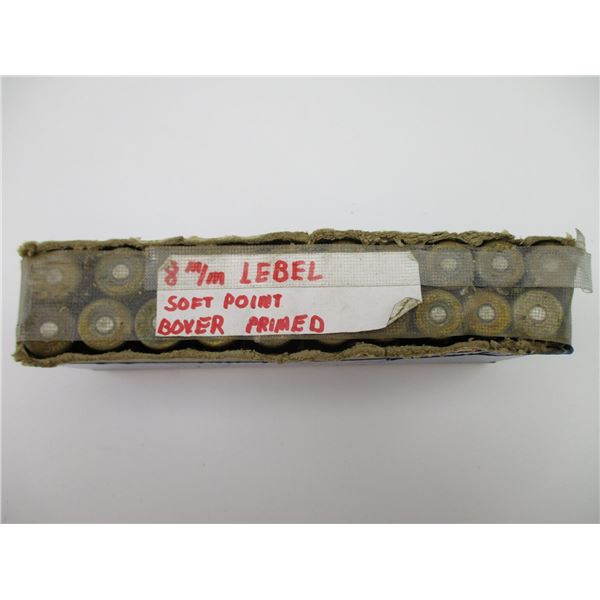 8 m/m LEBEL
SOFT POINT
BOXER PRIMED